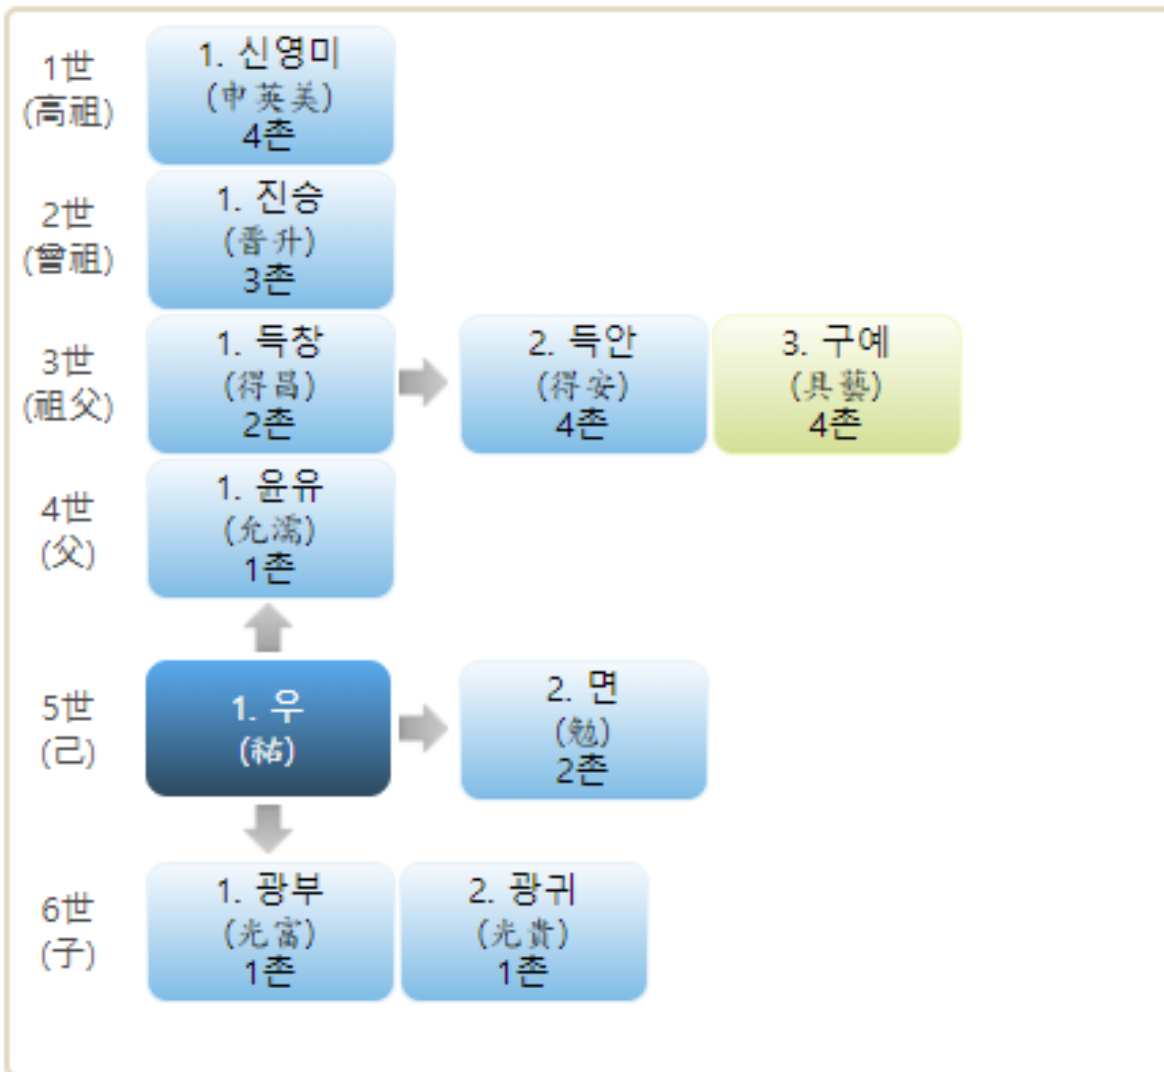 1世
(高祖)
1. 신영미
(申英美)
4촌
2世
(曾祖)
1. 진승
(晋升)
3촌
3世
(祖父)
1. 득창
(得昌)
2촌
2. 득안
(得安)
4촌
3. 구예
(具藝)
4촌
4世
(父)
1. 윤유
(允濡)
1촌
5世
(己)
1. 우
(祐)
2. 면
(勉)
2촌
6世
(子)
1. 광부
(光富)
1촌
2. 광귀
(光貴)
1촌